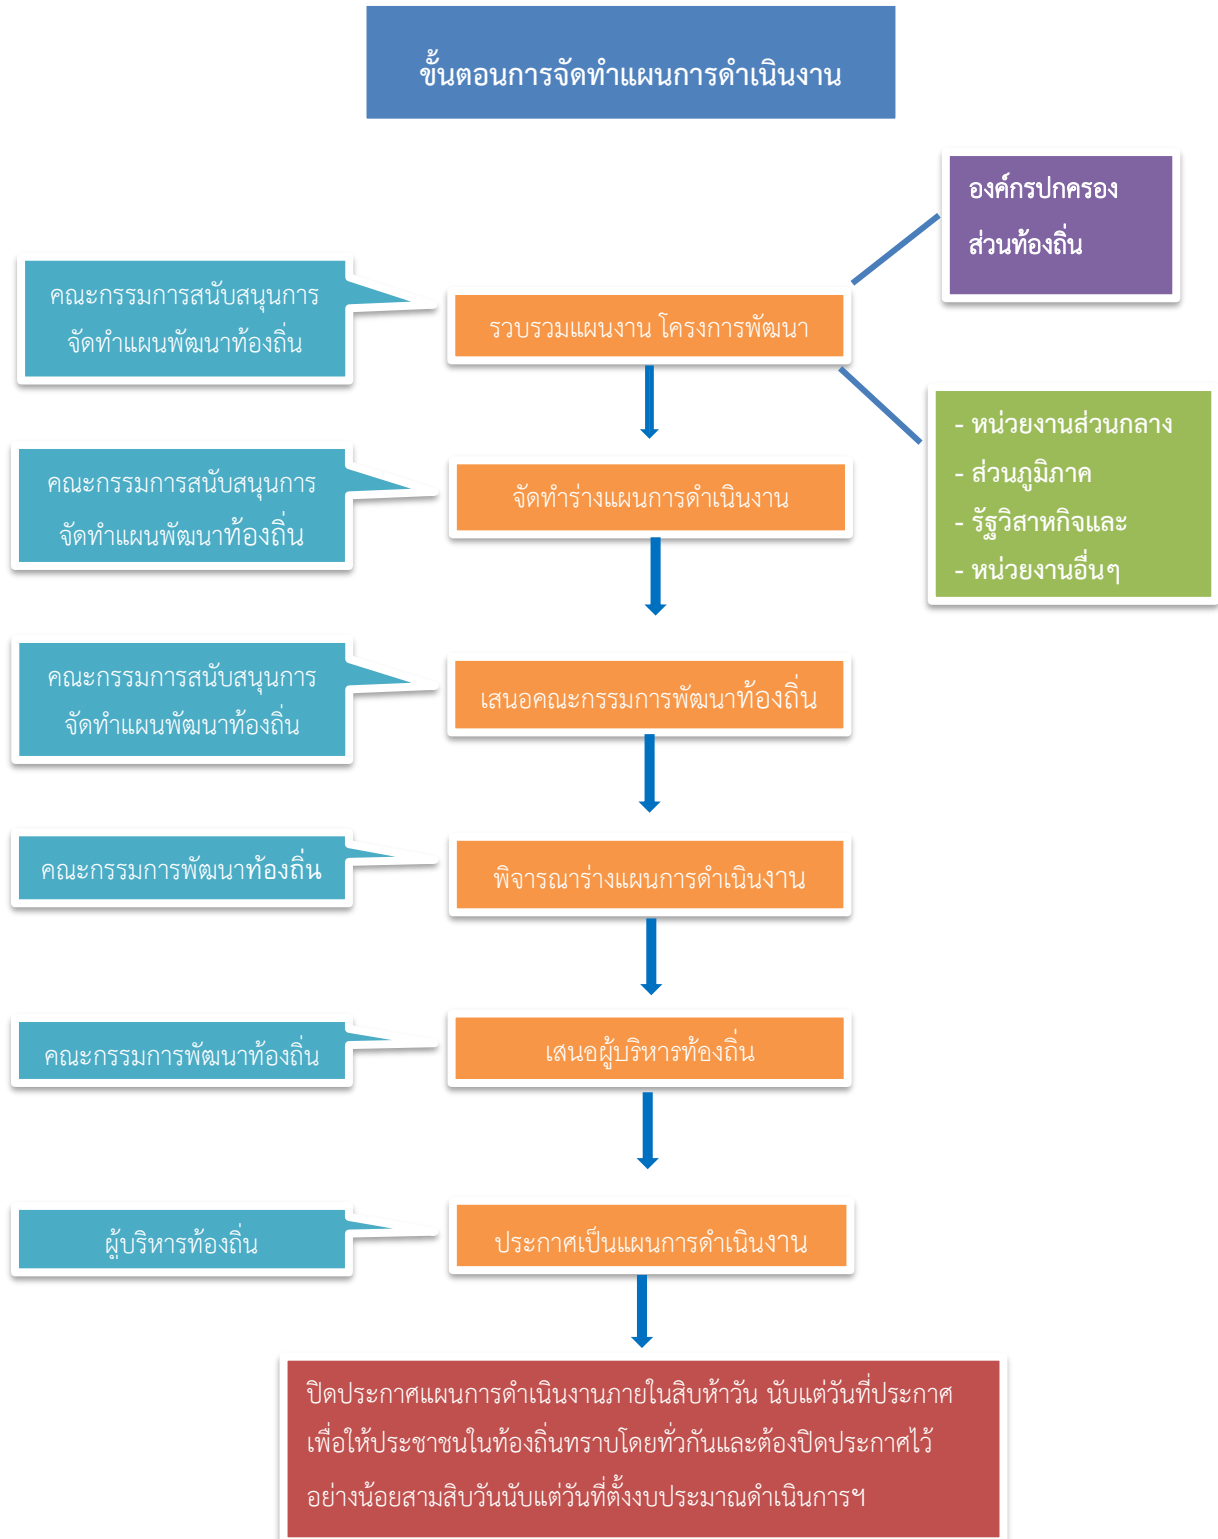 ขั้นตอนการจัดทำแผนการดำเนินงาน
องค์กรปกครอง
ส่วนท้องถิ่น
คณะกรรมการสนับสนุนการ
จัดทำแผนพัฒนาท้องถิ่น
รวบรวมแผนงาน โครงการพัฒนา
- หน่วยงานส่วนกลาง
- ส่วนภูมิภาค
- รัฐวิสาหกิจและ
- หน่วยงานอื่นๆ
คณะกรรมการสนับสนุนการ
จัดทำแผนพัฒนาท้องถิ่น
จัดทำร่างแผนการดำเนินงาน
คณะกรรมการสนับสนุนการ
จัดทำแผนพัฒนาท้องถิ่น
เสนอคณะกรรมการพัฒนาท้องถิ่น
คณะกรรมการพัฒนาท้องถิ่น
พิจารณาร่างแผนการดำเนินงาน
คณะกรรมการพัฒนาท้องถิ่น
เสนอผู้บริหารท้องถิ่น
ผู้บริหารท้องถิ่น
ประกาศเป็นแผนการดำเนินงาน
ปิดประกาศแผนการดำเนินงานภายในสิบห้าวัน นับแต่วันที่ประกาศ
เพื่อให้ประชาชนในท้องถิ่นทราบโดยทั่วกันและต้องปิดประกาศไว้
อย่างน้อยสามสิบวันนับแต่วันที่ตั้งงบประมาณดำเนินการฯ